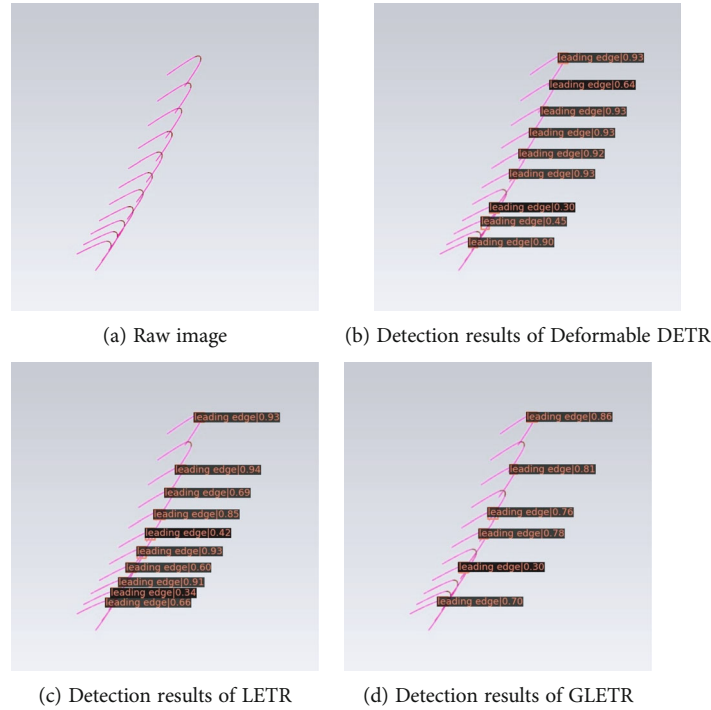 leading edge|0.93
leading edge|0.64
leading edge|0.93
leading edge|0.93
leading edge|0.92
leading edge|0.93
leading edge|0.30
leading edge|0.45
leading edge|0.90
(a) Raw image
(b) Detection results of Deformable DETR
leading edge|0.93
leading edge|0.94
leading edge|0.69
leading edge|0.85
leading edge|0.42
leading edge|0.93
leading edge|0.60
leading edge|0.91
leading edge|0.34
leading edge|0.66
leading edge|0.86
leading edge|0.81
leading edge|0.76
leading edge|0.78
leading edge|0.30
leading edge|0.70
(c) Detection results of LETR
(d) Detection results of GLETR